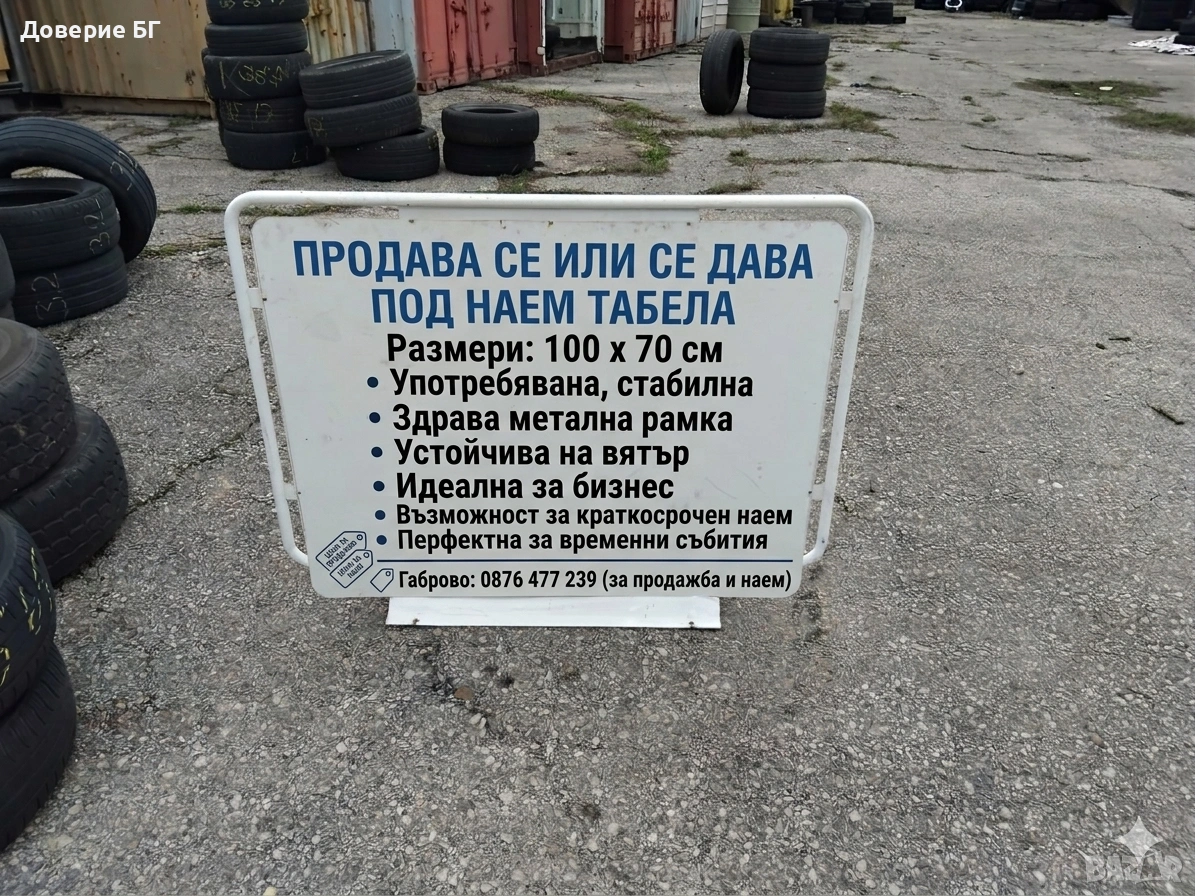 Доверие БГ
ПРОДАВА СЕ ИЛИ СЕ ДАВА
ПОД НАЕМ ТАБЕЛА
Размери: 100 x 70 см
• Употребявана, стабилна
• Здрава метална рамка
• Устойчива на вятър
• Идеална за бизнес
• Възможност за краткосрочен наем
• Перфектна за временни събития
Габрово: 0876 477 239 (за продажба и наем)
BAZAR